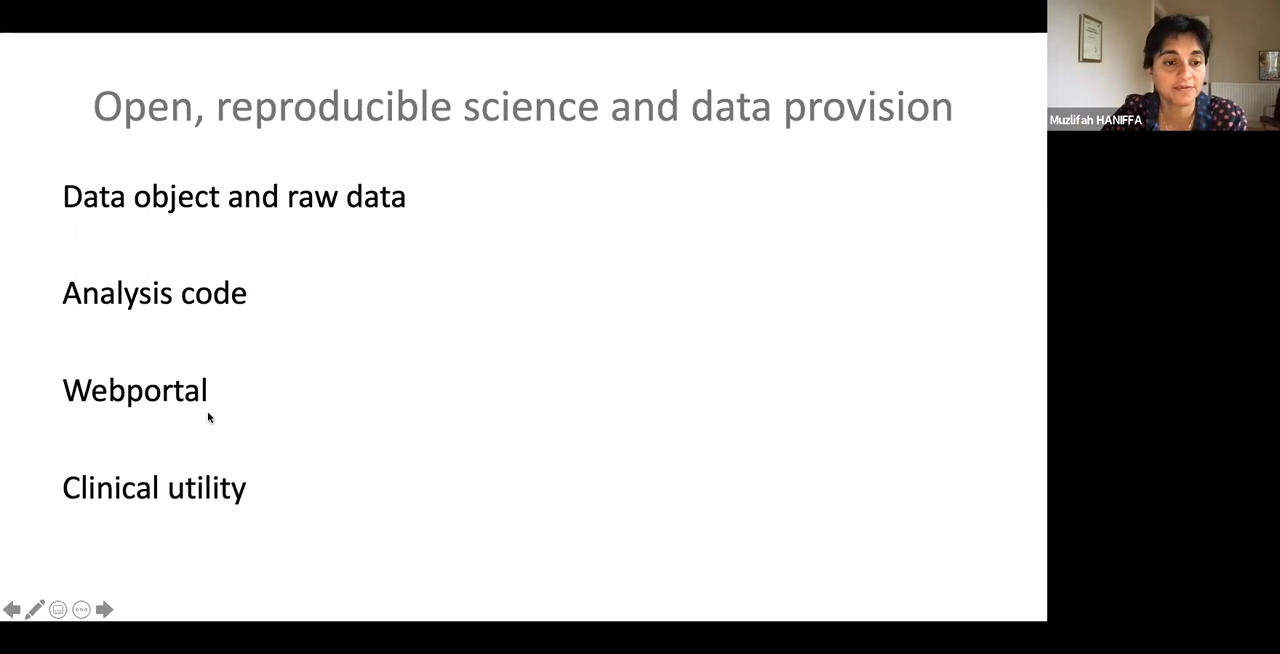 Open, reproducible science and data provision
Muzlifah HANIFFA
Data object and raw data
Analysis code
Webportal
Clinical utility